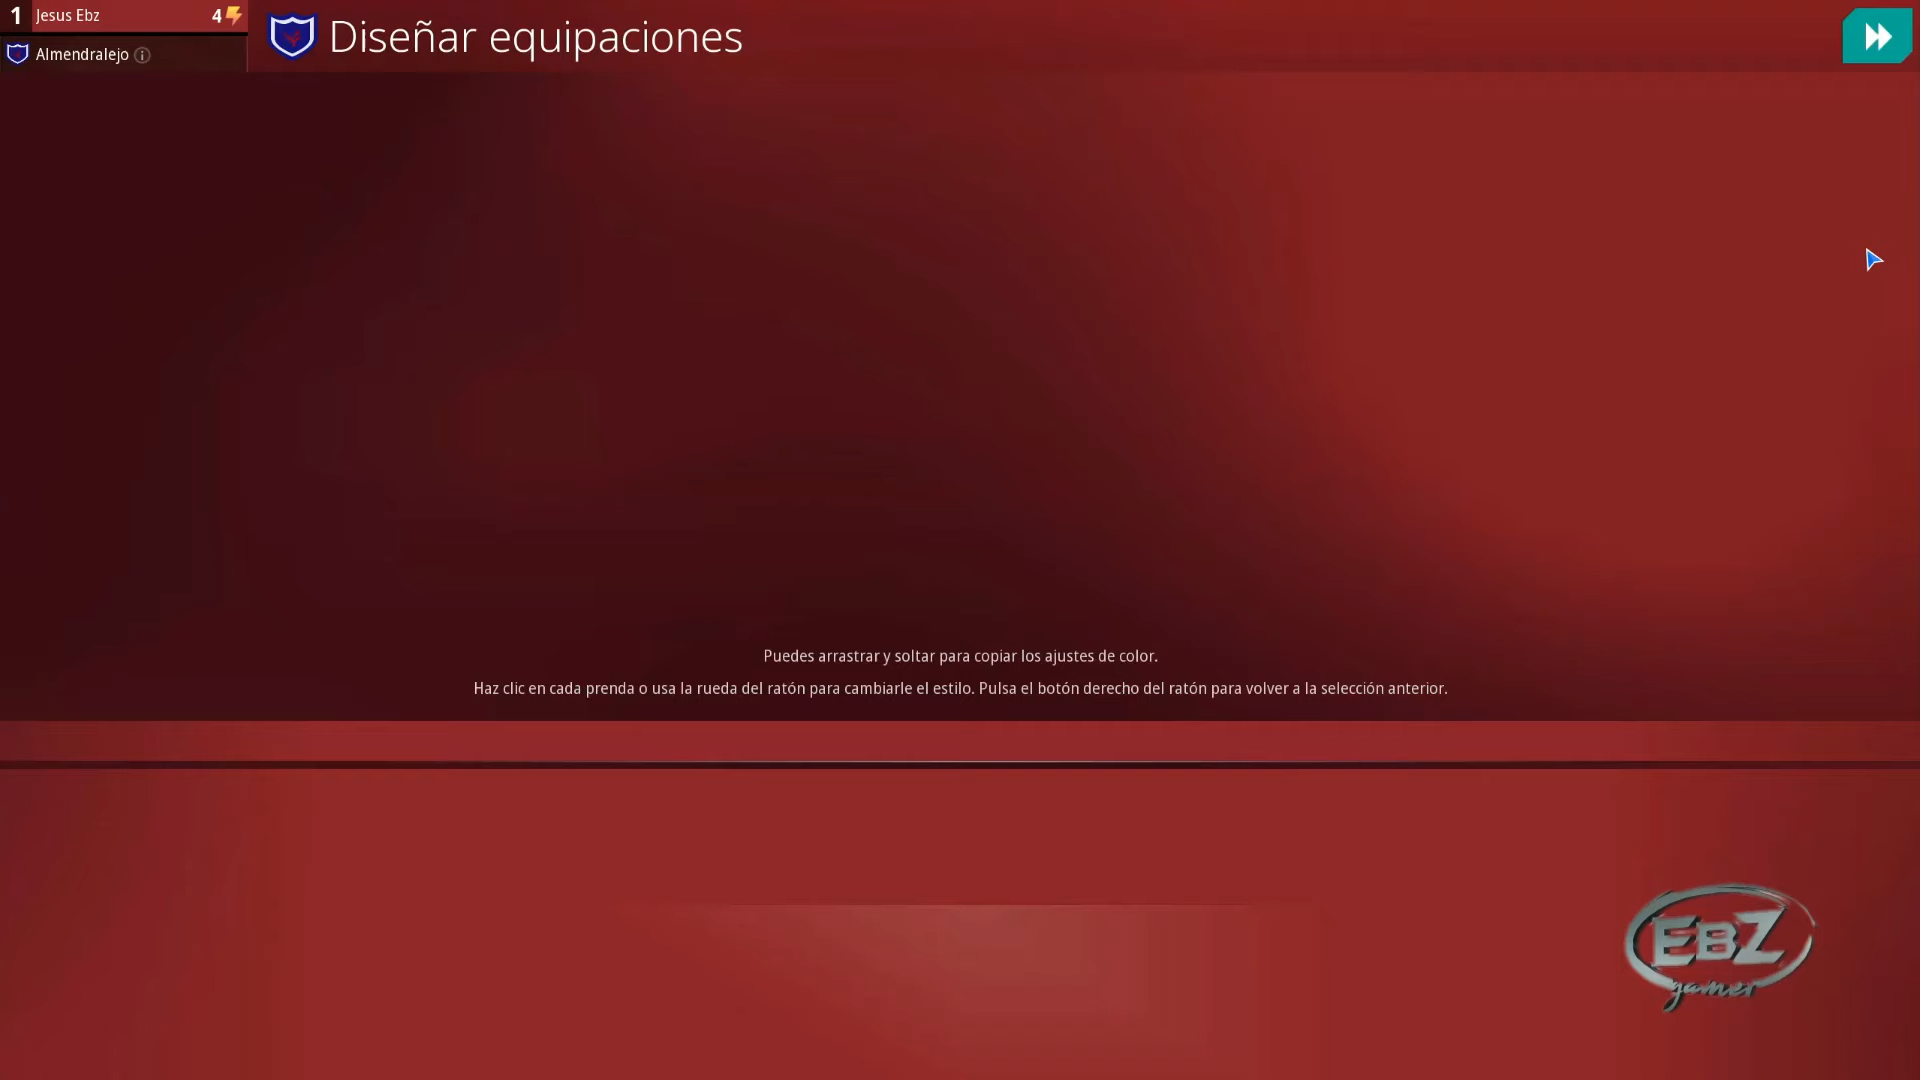 1 Jesus Ebz 4
Almendralejo
Diseñar equipaciones
Puedes arrastrar y soltar para copiar los ajustes de color.
Haz clic en cada prenda o usa la rueda del ratón para cambiarle el estilo. Pulsa el botón derecho del ratón para volver a la selección anterior.
EBZ
gamer